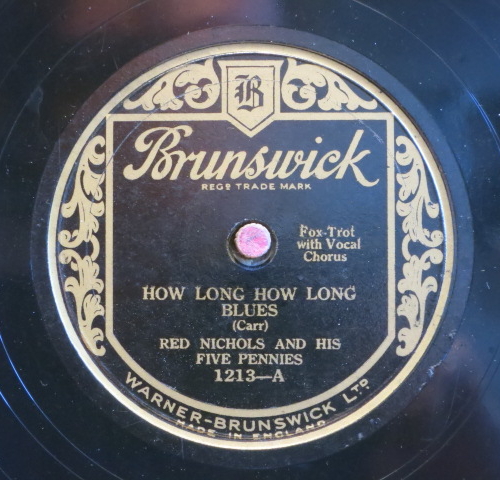 B
Brunswick
REGD TRADE MARK
Fox-Trot
with Vocal
Chorus
HOW LONG HOW LONG
BLUES
(Carr)
RED NICHOLS AND HIS
FIVE PENNIES
1213—A
WARNER-BRUNSWICK LTD
MADE IN ENGLAND